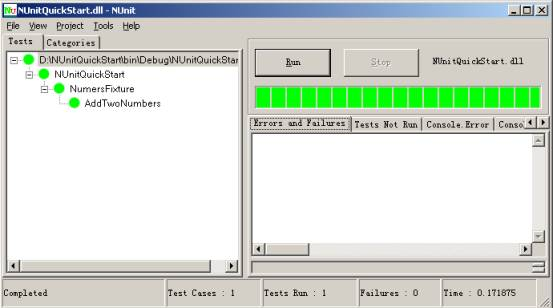 NUnitQuickStart.dll - NUnit
File View Project Tools Help
Tests Categories
D:\NUnitQuickStart\bin\Debug\NUnitQuickStar
NUnitQuickStart
NumersFixture
AddTwoNumbers
Run Stop NUnitQuickStart.dll
Errors and Failures Tests Not Run Console.Error Conso
Completed Test Cases : 1 Tests Run : 1 Failures : 0 Time : 0.171875